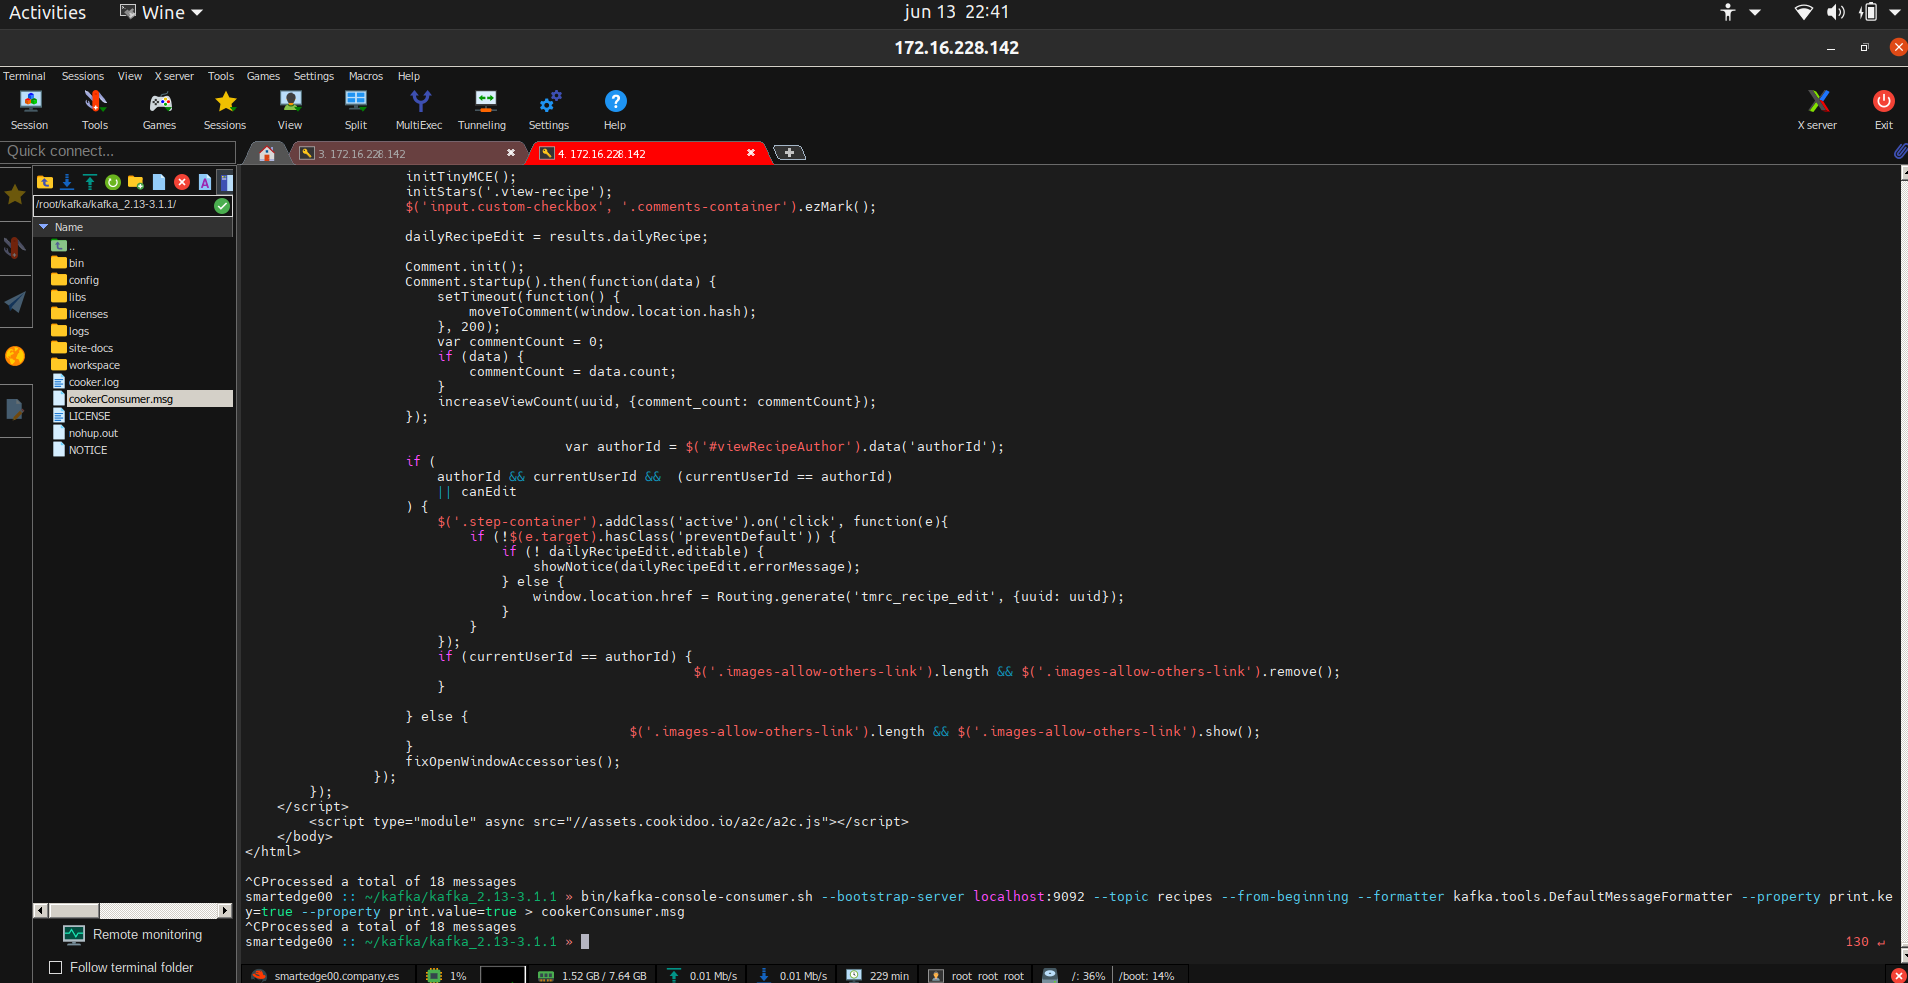 Activities
Wine
jun 13 22:41
172.16.228.142
Terminal Sessions View X server Tools Games Settings Macros Help
Session Tools Games Sessions View Split MultiExec Tunneling Settings Help X server Exit
Quick connect...
3. 172.16.228.142
4. 172.16.228.142
/root/kafka/kafka_2.13-3.1.1/
Name
..
bin
config
libs
licenses
logs
site-docs
workspace
cooker.log
cookerConsumer.msg
LICENSE
nohup.out
NOTICE
Remote monitoring
Follow terminal folder
initTinyMCE();
initStars('.view-recipe');
$('input.custom-checkbox', '.comments-container').ezMark();
dailyRecipeEdit = results.dailyRecipe;
Comment.init();
Comment.startup().then(function(data) {
setTimeout(function() {
moveToComment(window.location.hash);
}, 200);
var commentCount = 0;
if (data) {
commentCount = data.count;
}
increaseViewCount(uuid, {comment_count: commentCount});
});
var authorId = $('#viewRecipeAuthor').data('authorId');
if (
authorId && currentUserId && (currentUserId == authorId)
|| canEdit
) {
$('.step-container').addClass('active').on('click', function(e){
if (!$(e.target).hasClass('preventDefault')) {
if (! dailyRecipeEdit.editable) {
showNotice(dailyRecipeEdit.errorMessage);
} else {
window.location.href = Routing.generate('tmrc_recipe_edit', {uuid: uuid});
}
}
});
if (currentUserId == authorId) {
$('.images-allow-others-link').length && $('.images-allow-others-link').remove();
}
} else {
$('.images-allow-others-link').length && $('.images-allow-others-link').show();
}
fixOpenWindowAccessories();
});
});
</script>
<script type="module" async src="//assets.cookidoo.io/a2c/a2c.js"></script>
</body>
</html>
^CProcessed a total of 18 messages
smartedge00 :: ~/kafka/kafka_2.13-3.1.1 » bin/kafka-console-consumer.sh --bootstrap-server localhost:9092 --topic recipes --from-beginning --formatter kafka.tools.DefaultMessageFormatter --property print.ke
y=true --property print.value=true > cookerConsumer.msg
^CProcessed a total of 18 messages
smartedge00 :: ~/kafka/kafka_2.13-3.1.1 » 130 ↵
smartedge00.company.es 1% 1.52 GB / 7.64 GB 0.01 Mb/s 0.01 Mb/s 229 min root root root /: 36% /boot: 14%